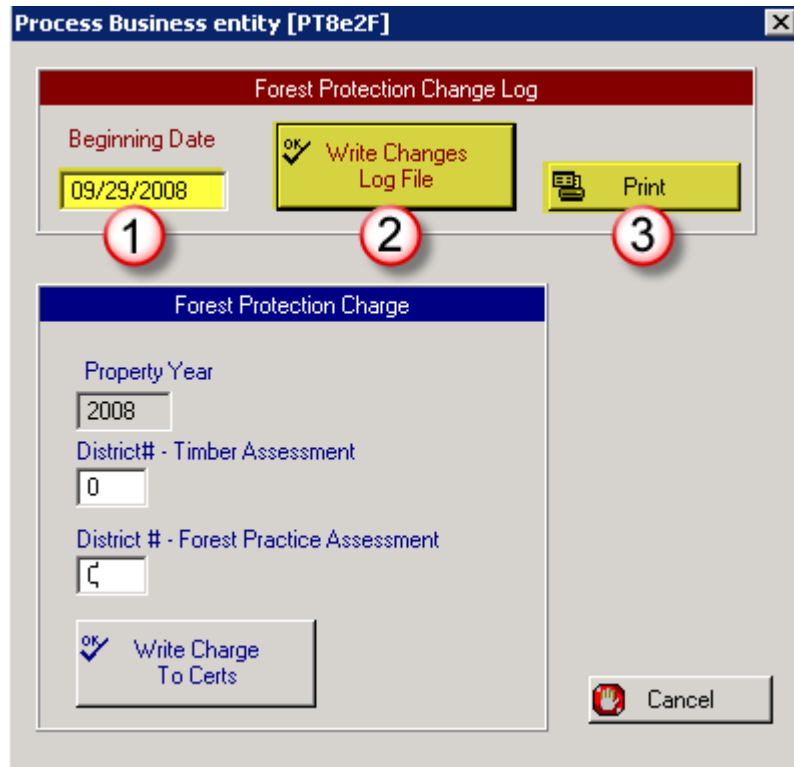 Process Business entity [PT8e2F]
Forest Protection Change Log
Beginning Date
09/29/2008
OK Write Changes
Log File
Print
1
2
3
Forest Protection Charge
Property Year
2008
District# - Timber Assessment
0
District # - Forest Practice Assessment
OK Write Charge
To Certs
Cancel